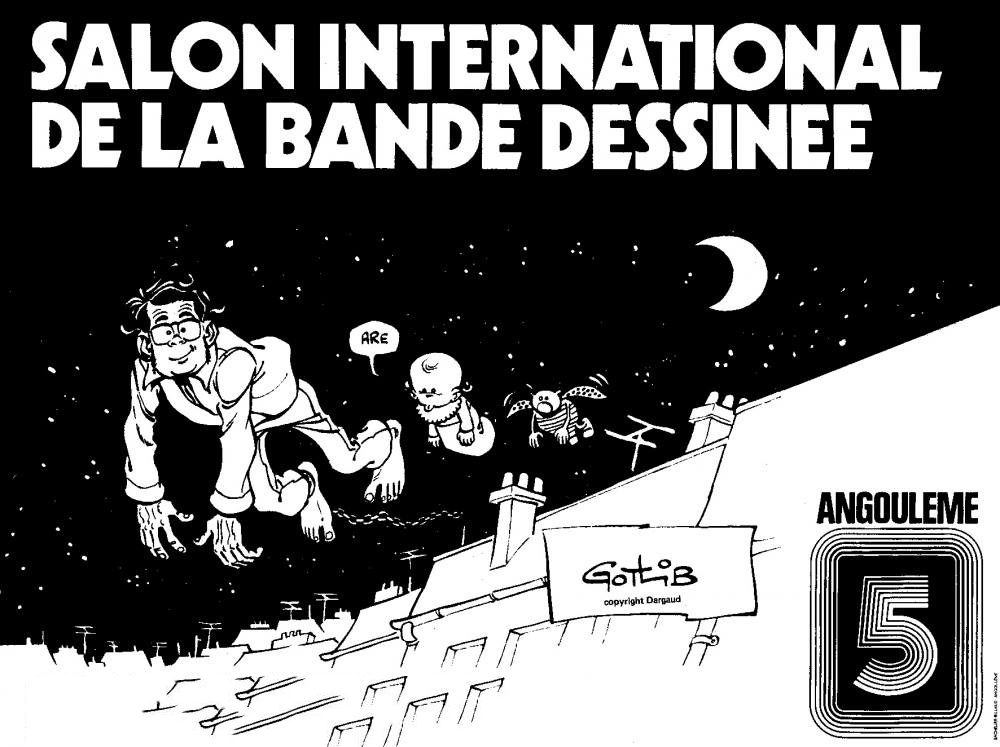 SALON INTERNATIONAL
DE LA BANDE DESSINEE
ARE
ANGOULEME
5
GOTLIB
copyright Dargaud